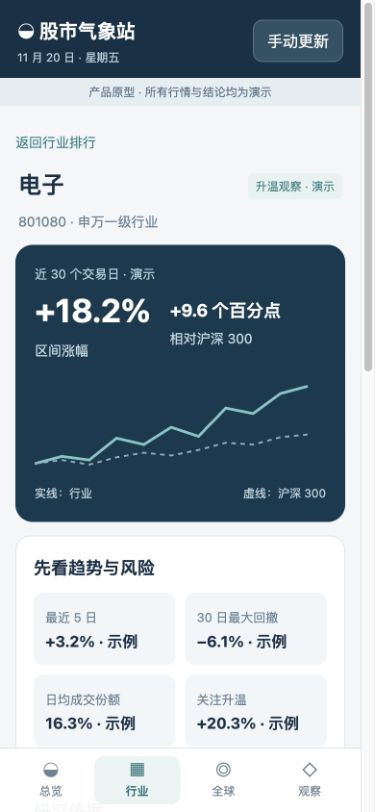 股市气象站
手动更新
11 月 20 日 · 星期五
产品原型 · 所有行情与结论均为演示
返回行业排行
电子
升温观察 · 演示
801080 · 申万一级行业
近 30 个交易日 · 演示
+18.2%
+9.6 个百分点
区间涨幅
相对沪深 300
实线：行业
虚线：沪深 300
先看趋势与风险
最近 5 日
30 日最大回撤
+3.2% · 示例
−6.1% · 示例
日均成交份额
关注升温
16.3% · 示例
+20.3% · 示例
总览
行业
全球
观察